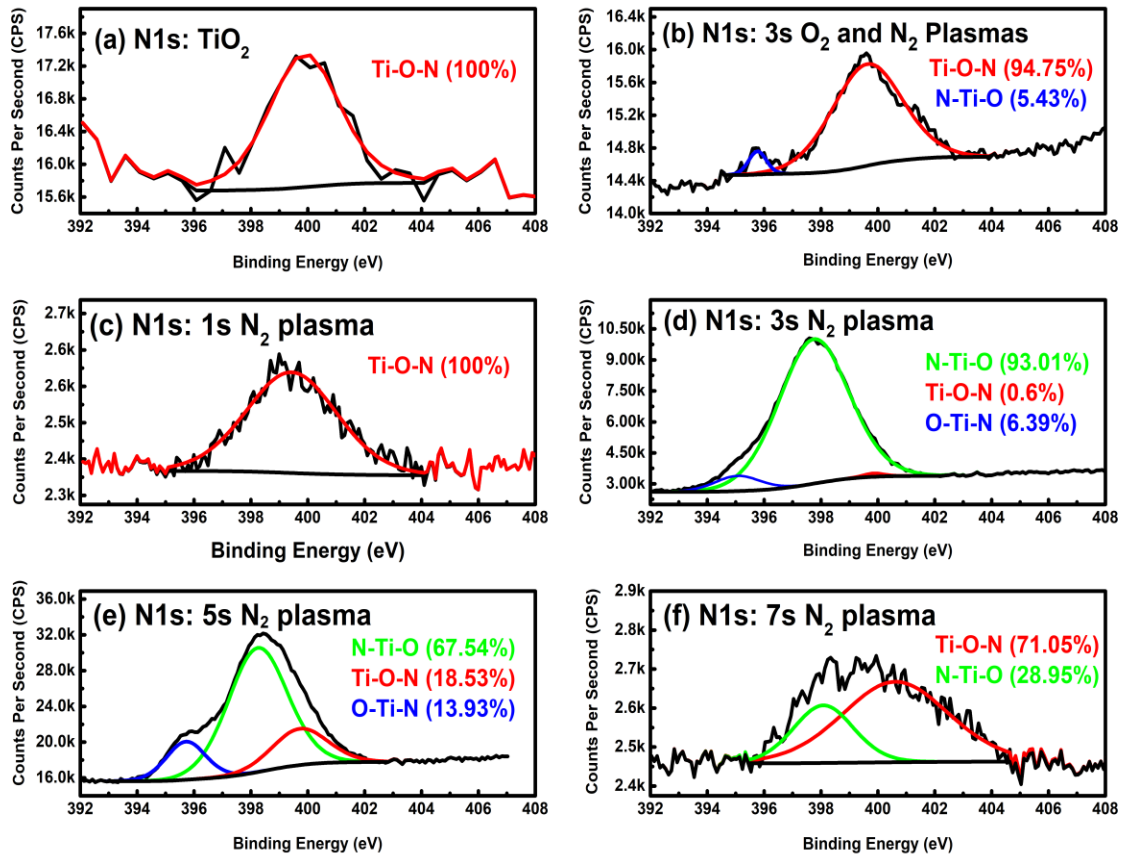 (a) N1s: TiO2
Ti-O-N (100%)
Counts Per Second (CPS)
17.6k
17.2k
16.8k
16.4k
16.0k
15.6k
392 394 396 398 400 402 404 406 408
Binding Energy (eV)
(b) N1s: 3s O2 and N2 Plasmas
Ti-O-N (94.75%)
N-Ti-O (5.43%)
Counts Per Second (CPS)
16.4k
16.0k
15.6k
15.2k
14.8k
14.4k
14.0k
392 394 396 398 400 402 404 406 408
Binding Energy (eV)
(c) N1s: 1s N2 plasma
Ti-O-N (100%)
Counts Per Second (CPS)
2.7k
2.6k
2.6k
2.5k
2.4k
2.3k
392 394 396 398 400 402 404 406 408
Binding Energy (eV)
(d) N1s: 3s N2 plasma
N-Ti-O (93.01%)
Ti-O-N (0.6%)
O-Ti-N (6.39%)
Counts Per Second (CPS)
10.50k
9.00k
7.50k
6.00k
4.50k
3.00k
392 394 396 398 400 402 404 406 408
Binding Energy (eV)
(e) N1s: 5s N2 plasma
N-Ti-O (67.54%)
Ti-O-N (18.53%)
O-Ti-N (13.93%)
Counts Per Second (CPS)
36.0k
32.0k
28.0k
24.0k
20.0k
16.0k
392 394 396 398 400 402 404 406 408
Binding Energy (eV)
(f) N1s: 7s N2 plasma
Ti-O-N (71.05%)
N-Ti-O (28.95%)
Counts Per Second (CPS)
2.9k
2.8k
2.7k
2.6k
2.5k
2.4k
392 394 396 398 400 402 404 406 408
Binding Energy (eV)